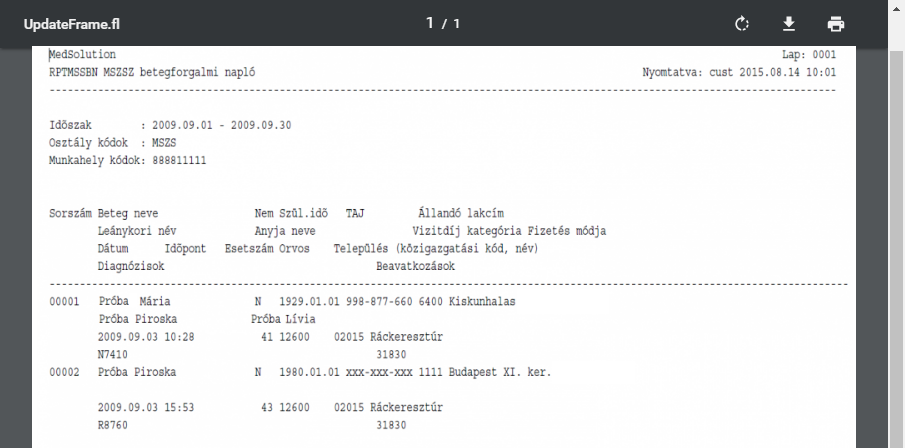 UpdateFrame.fl 1 / 1
MedSolution Lap: 0001
RPTMSSBN MSZSZ betegforgalmi napló Nyomtatva: cust 2015.08.14 10:01
Idöszak : 2009.09.01 - 2009.09.30
Osztály kódok : MSZS
Munkahely kódok: 888811111
Sorszám Beteg neve Nem Szül.idö TAJ Állandó lakcím
Leánykori név Anyja neve Vizitdíj kategória Fizetés módja
Dátum Idöpont Esetszám Orvos Település (közigazgatási kód, név)
Diagnózisok Beavatkozások
00001 Próba Mária N 1929.01.01 998-877-660 6400 Kiskunhalas
Próba Piroska Próba Lívia
2009.09.03 10:28 41 12600 02015 Ráckeresztúr
N7410 31830
00002 Próba Piroska N 1980.01.01 xxx-xxx-xxx 1111 Budapest XI. ker.
2009.09.03 15:53 43 12600 02015 Ráckeresztúr
R8760 31830